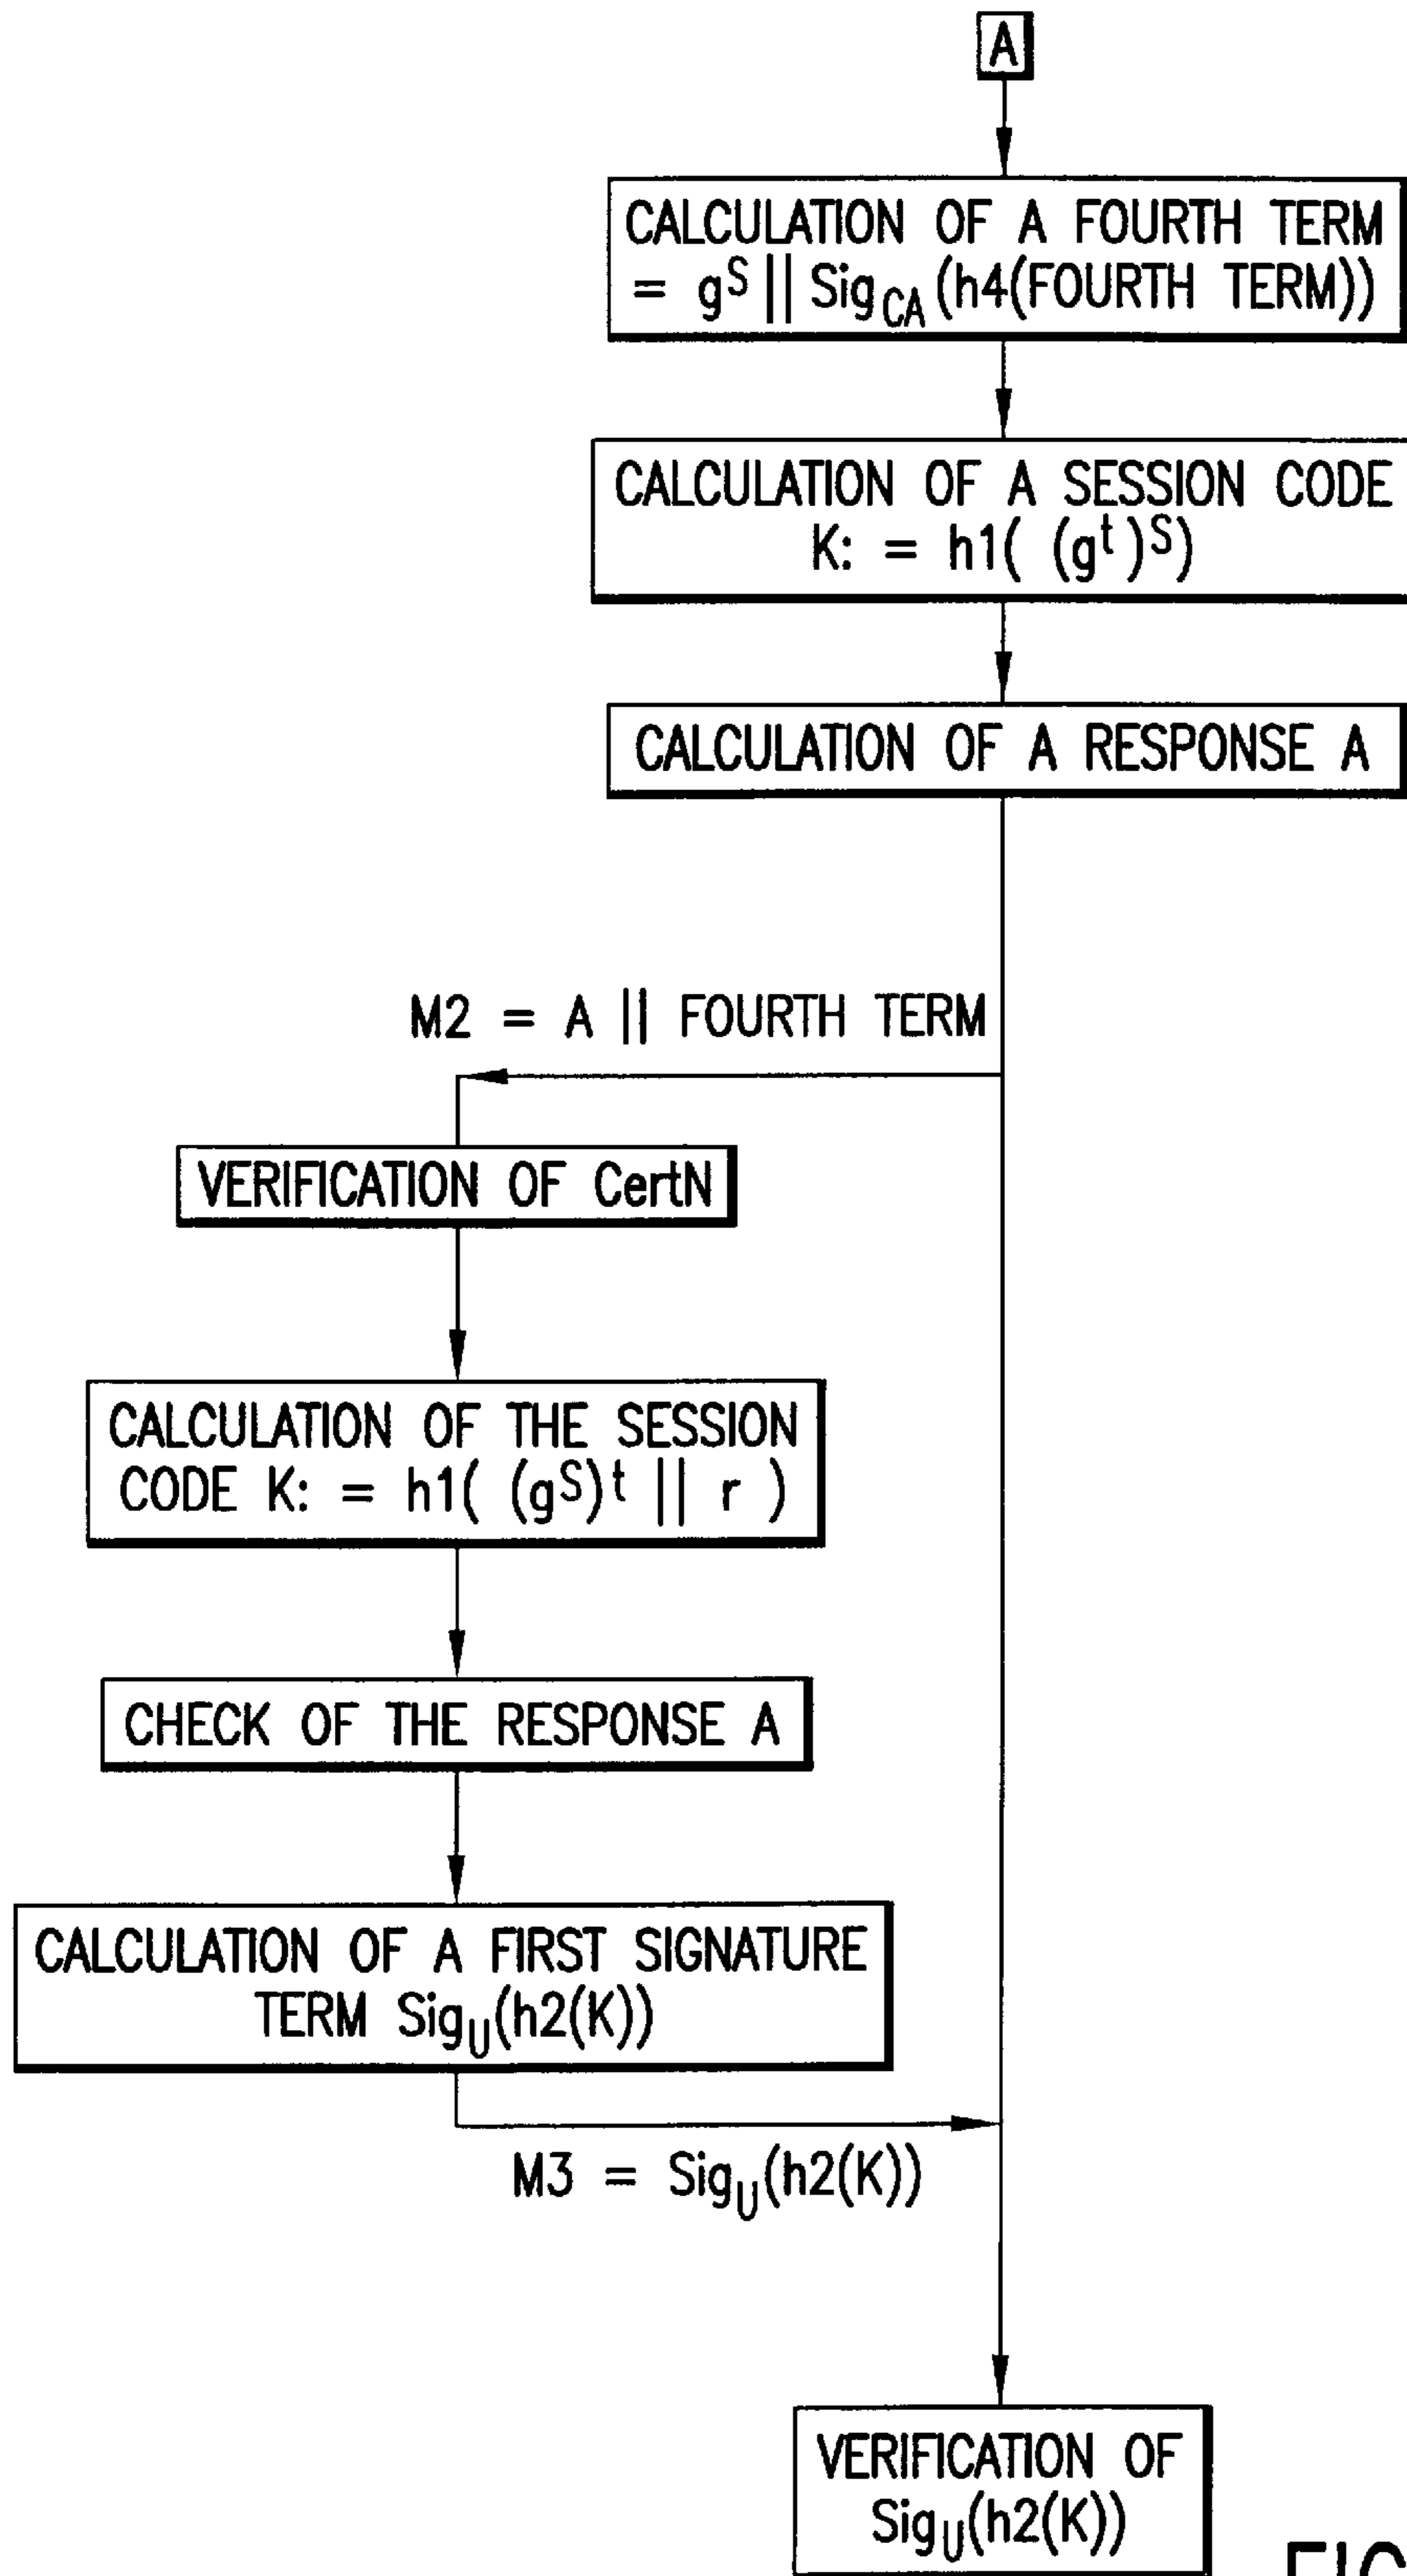 A
CALCULATION OF A FOURTH TERM
= g^S || Sig_CA (h4(FOURTH TERM))
CALCULATION OF A SESSION CODE
K: = h1( (g^t)^S)
CALCULATION OF A RESPONSE A
M2 = A || FOURTH TERM
VERIFICATION OF CertN
CALCULATION OF THE SESSION
CODE K: = h1( (g^S)^t || r )
CHECK OF THE RESPONSE A
CALCULATION OF A FIRST SIGNATURE
TERM Sig_U(h2(K))
M3 = Sig_U(h2(K))
VERIFICATION OF
Sig_U(h2(K))